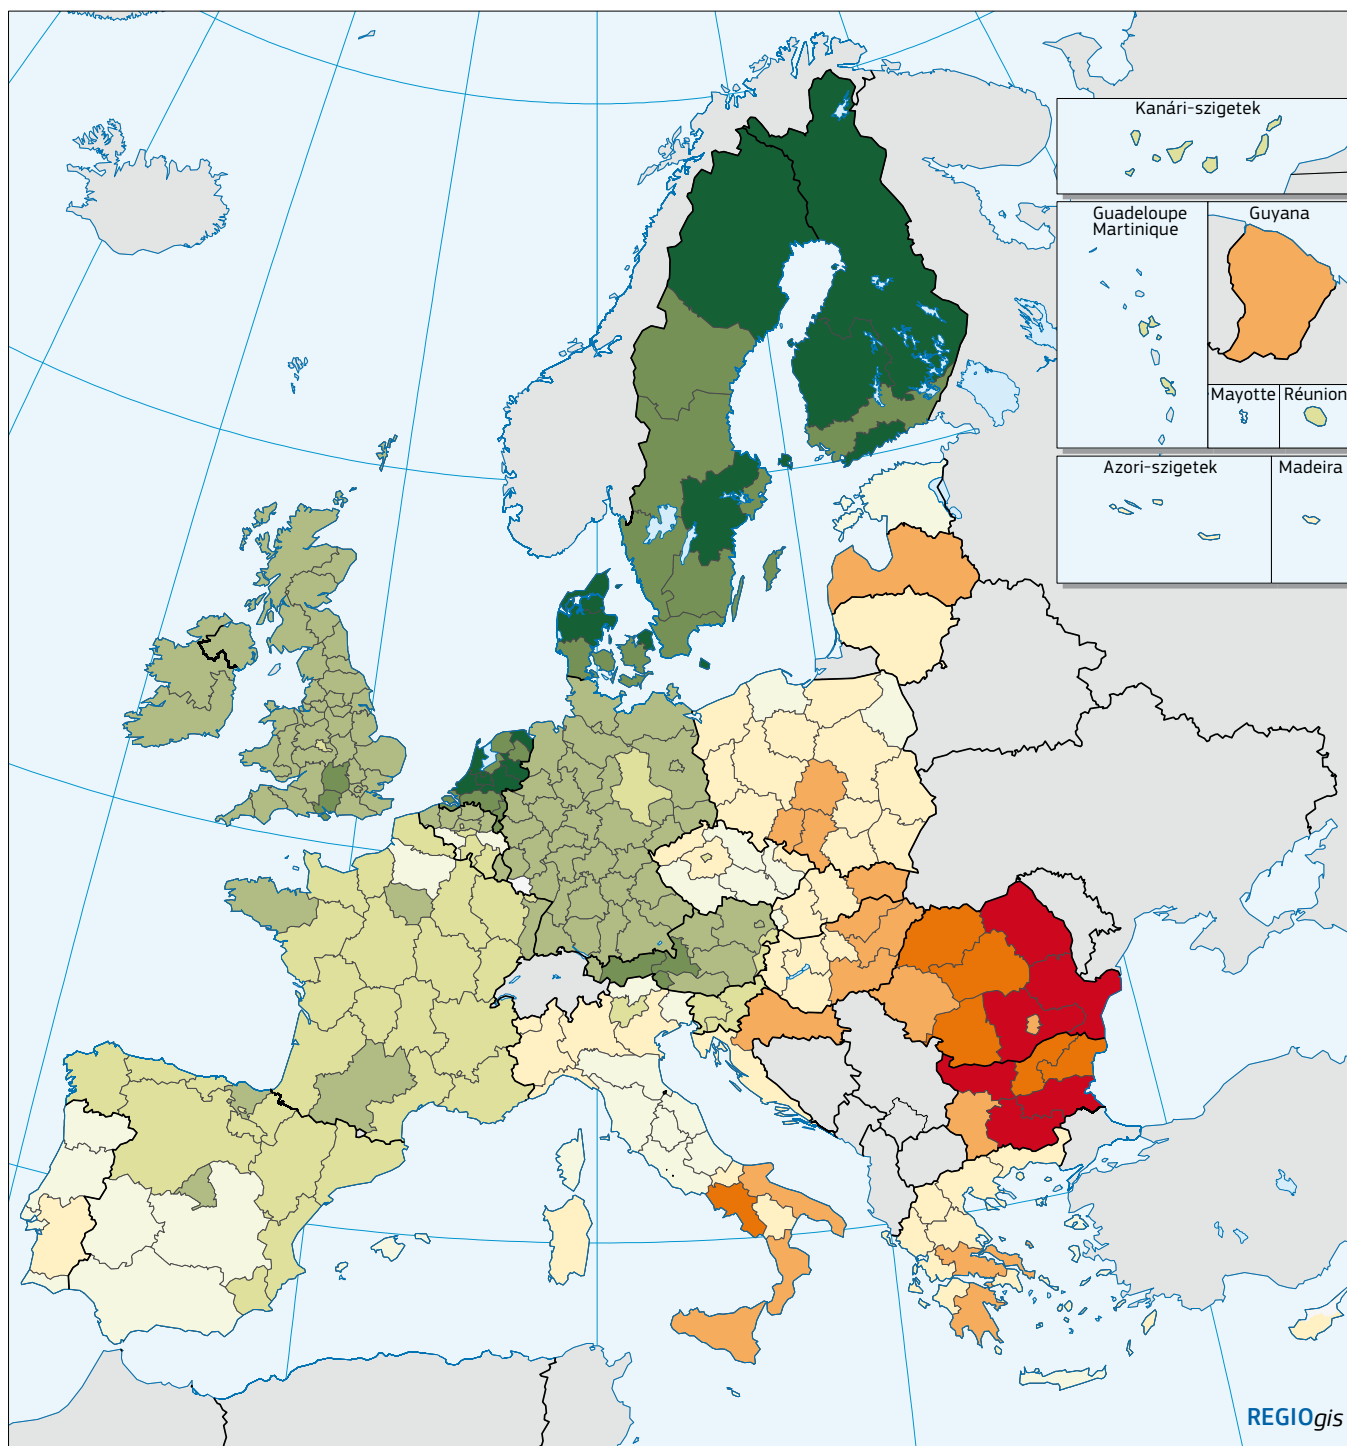 Kanári-szigetek
Guadeloupe
Martinique
Guyana
Mayotte
Réunion
Azori-szigetek
Madeira
REGIOgis